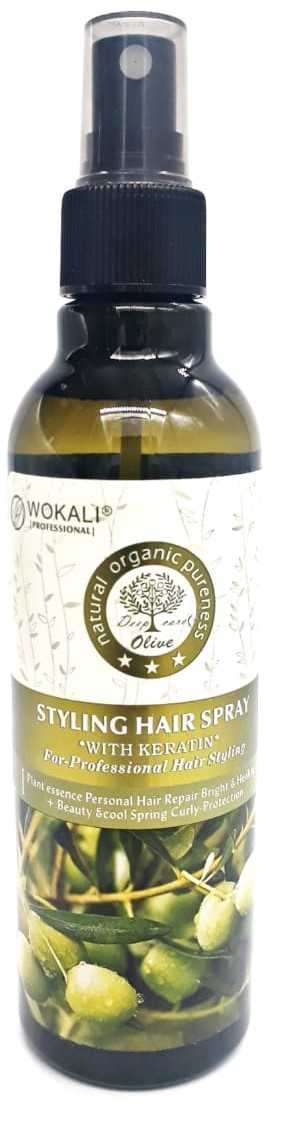 WOKALI®
|PROFESSIONAL|
natural organic pureness
Deep card
Olive
STYLING HAIR SPRAY
*WITH KERATIN*
For-Professional Hair Styling
Plant essence Personal Hair Repair Bright &
+ Beauty &cool Spring Curly-Protection